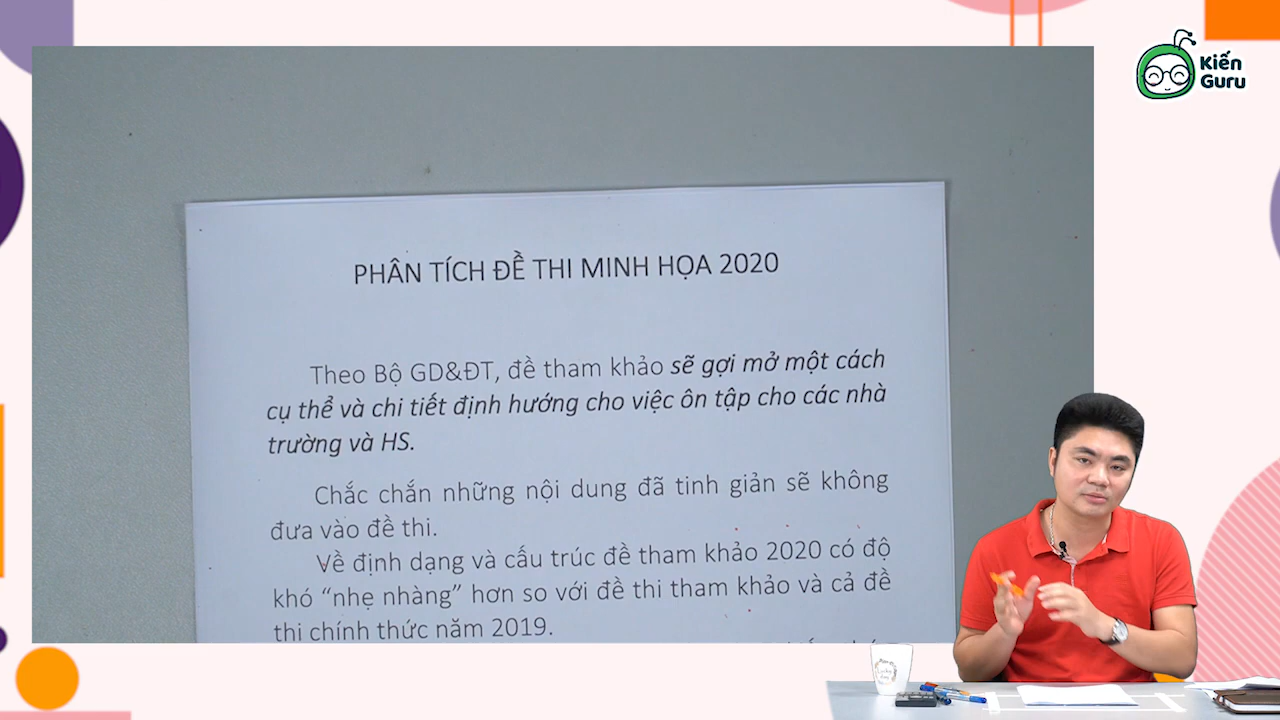 Kiến
Guru
PHÂN TÍCH ĐỀ THI MINH HỌA 2020
Theo Bộ GD&ĐT, đề tham khảo sẽ gợi mở một cách
cụ thể và chi tiết định hướng cho việc ôn tập cho các nhà
trường và HS.
Chắc chắn những nội dung đã tinh giản sẽ không
đưa vào đề thi.
Về định dạng và cấu trúc đề tham khảo 2020 có độ
khó “nhẹ nhàng” hơn so với đề thi tham khảo và cả đề
thi chính thức năm 2019.